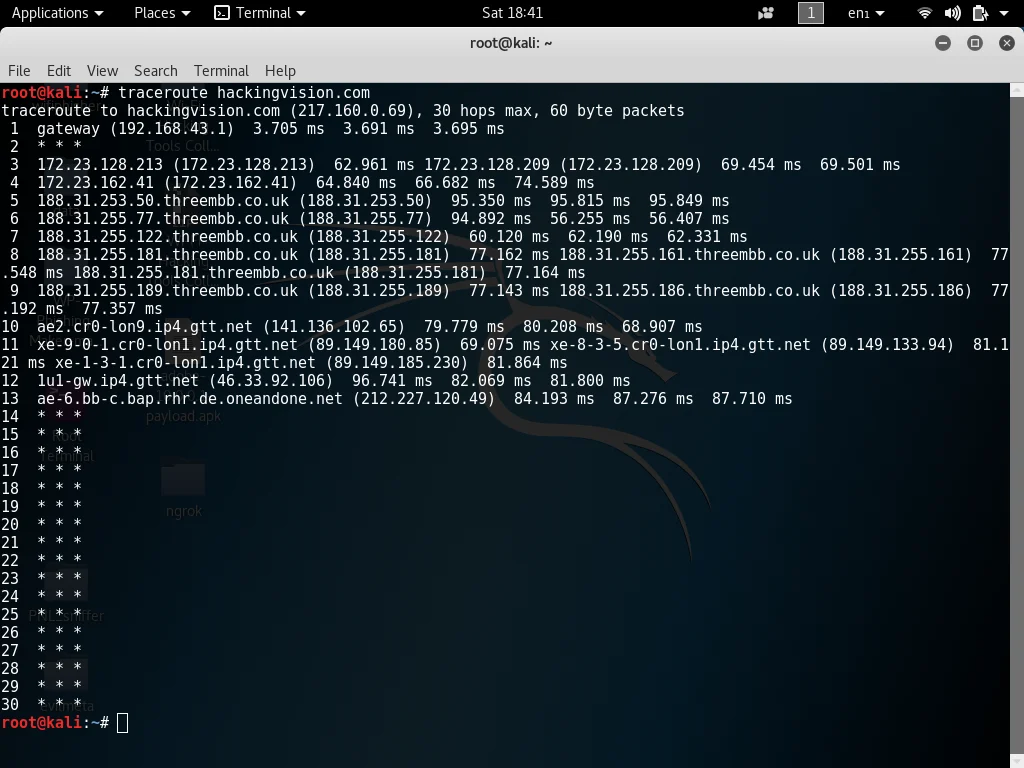 Applications Places Terminal Sat 18:41 1 en₁
root@kali: ~
File Edit View Search Terminal Help
root@kali:~# traceroute hackingvision.com
traceroute to hackingvision.com (217.160.0.69), 30 hops max, 60 byte packets
 1  gateway (192.168.43.1)  3.705 ms  3.691 ms  3.695 ms
 2  * * *
Tools Coll...
 3  172.23.128.213 (172.23.128.213)  62.961 ms 172.23.128.209 (172.23.128.209)  69.454 ms  69.501 ms
 4  172.23.162.41 (172.23.162.41)  64.840 ms  66.682 ms  74.589 ms
 5  188.31.253.50.threembb.co.uk (188.31.253.50)  95.350 ms  95.815 ms  95.849 ms
 6  188.31.255.77.threembb.co.uk (188.31.255.77)  94.892 ms  56.255 ms  56.407 ms
 7  188.31.255.122.threembb.co.uk (188.31.255.122)  60.120 ms  62.190 ms  62.331 ms
 8  188.31.255.181.threembb.co.uk (188.31.255.181)  77.162 ms 188.31.255.161.threembb.co.uk (188.31.255.161)  77
.548 ms 188.31.255.181.threembb.co.uk (188.31.255.181)  77.164 ms
 9  188.31.255.189.threembb.co.uk (188.31.255.189)  77.143 ms 188.31.255.186.threembb.co.uk (188.31.255.186)  77
.192 ms  77.357 ms
10  ae2.cr0-lon9.ip4.gtt.net (141.136.102.65)  79.779 ms  80.208 ms  68.907 ms
11  xe-9-0-1.cr0-lon1.ip4.gtt.net (89.149.180.85)  69.075 ms xe-8-3-5.cr0-lon1.ip4.gtt.net (89.149.133.94)  81.1
21 ms xe-1-3-1.cr0-lon1.ip4.gtt.net (89.149.185.230)  81.864 ms
12  1u1-gw.ip4.gtt.net (46.33.92.106)  96.741 ms  82.069 ms  81.800 ms
13  ae-6.bb-c.bap.rhr.de.oneandone.net (212.227.120.49)  84.193 ms  87.276 ms  87.710 ms
14  * * *
payload.apk
15  * * *
Root
16  * * *
Terminal
17  * * *
18  * * *
19  * * *
ngrok
20  * * *
21  * * *
22  * * *
23  * * *
24  * * *
25  * * *
PNL_sniffer
26  * * *
27  * * *
28  * * *
29  * * *
30  * * *
root@kali:~#